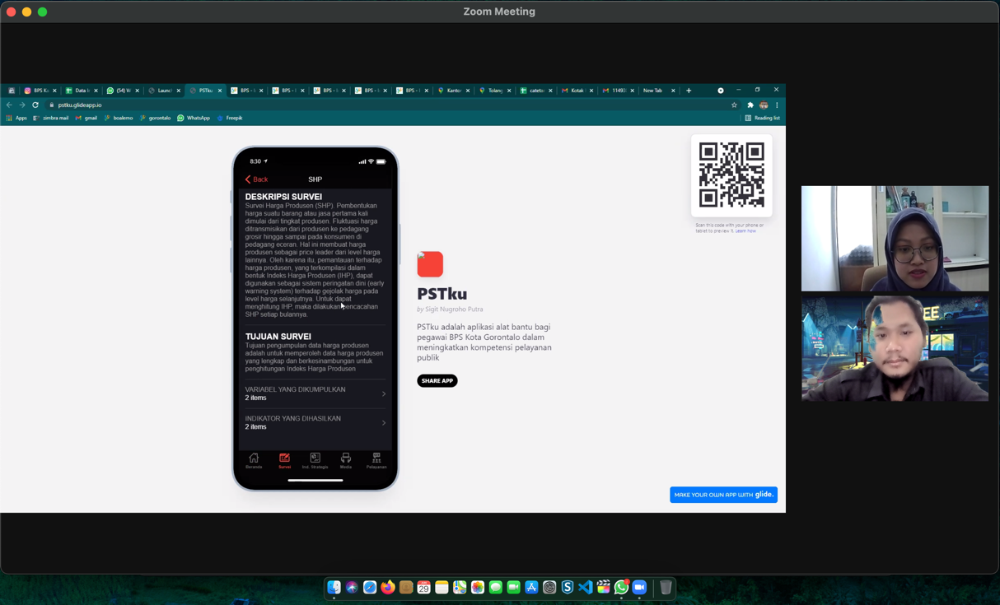 Zoom Meeting
BPS Ka
Data I
(54) W
Launc
PSTku
BPS -
BPS -
BPS -
BPS -
BPS -
Kantor
Tolang
cateta
Kotak
11493
New Tab
pstku.glideapp.io
Apps
zimbra mail
gmail
boalemo
gorontalo
WhatsApp
Freepik
Reading list
8:30
Back
SHP
DESKRIPSI SURVEI
Survei Harga Produsen (SHP). Pembentukan
harga suatu barang atau jasa pertama kali
dimulai dari tingkat produsen. Fluktuasi harga
ditransmisikan dari produsen ke pedagang
grosir hingga sampai pada konsumen di
pedagang eceran. Hal ini membuat harga
produsen sebagai price leader dari level harga
lainnya. Oleh karena itu, pemantauan terhadap
harga produsen, yang terkompilasi dalam
bentuk Indeks Harga Produsen (IHP), dapat
digunakan sebagai sistem peringatan dini (early
warning system) terhadap gejolak harga pada
level harga selanjutnya. Untuk dapat
menghitung IHP, maka dilakukan pencacahan
SHP setiap bulannya.
TUJUAN SURVEI
Tujuan pengumpulan data harga produsen
adalah untuk memperoleh data harga produsen
yang lengkap dan berkesinambungan untuk
penghitungan Indeks Harga Produsen
VARIABEL YANG DIKUMPULKAN
2 items
INDIKATOR YANG DIHASILKAN
2 items
Beranda
Survei
Ind. Strategis
Media
Pelayanan
PSTku
by Sigit Nugroho Putra
PSTku adalah aplikasi alat bantu bagi
pegawai BPS Kota Gorontalo dalam
meningkatkan kompetensi pelayanan
publik
SHARE APP
Scan this code with your phone or
tablet to preview it. Learn how
MAKE YOUR OWN APP WITH glide.
EE
29